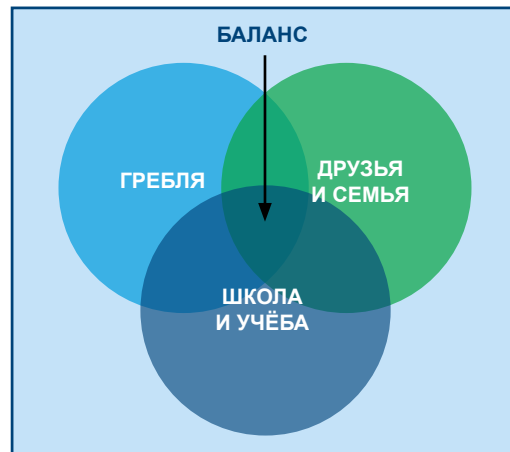 БАЛАНС
ГРЕБЛЯ
ДРУЗЬЯ
И СЕМЬЯ
ШКОЛА
И УЧЁБА